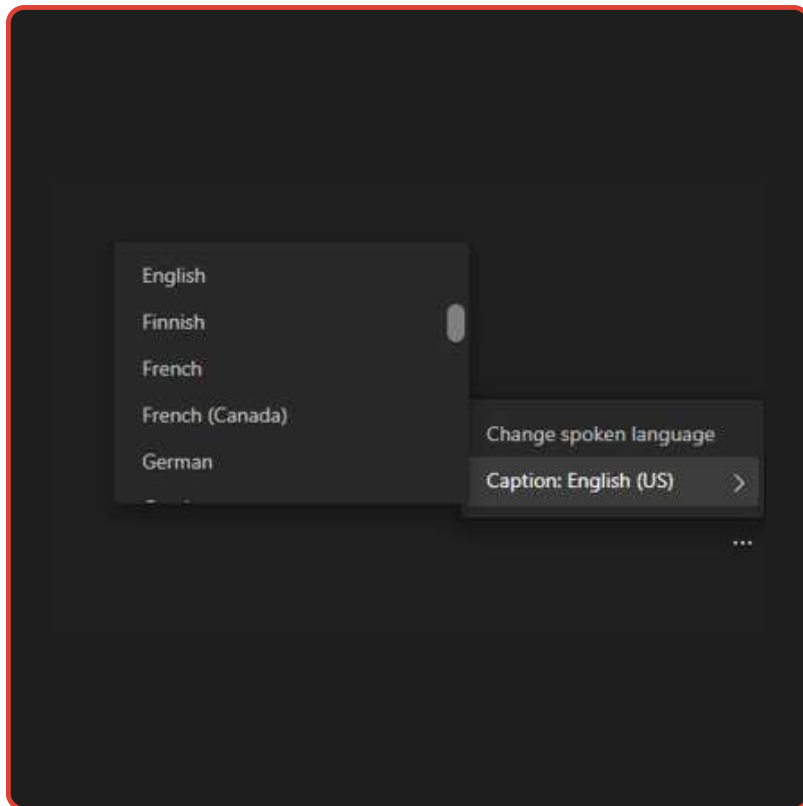 English
Finnish
French
French (Canada)
German
Change spoken language
Caption: English (US)
...